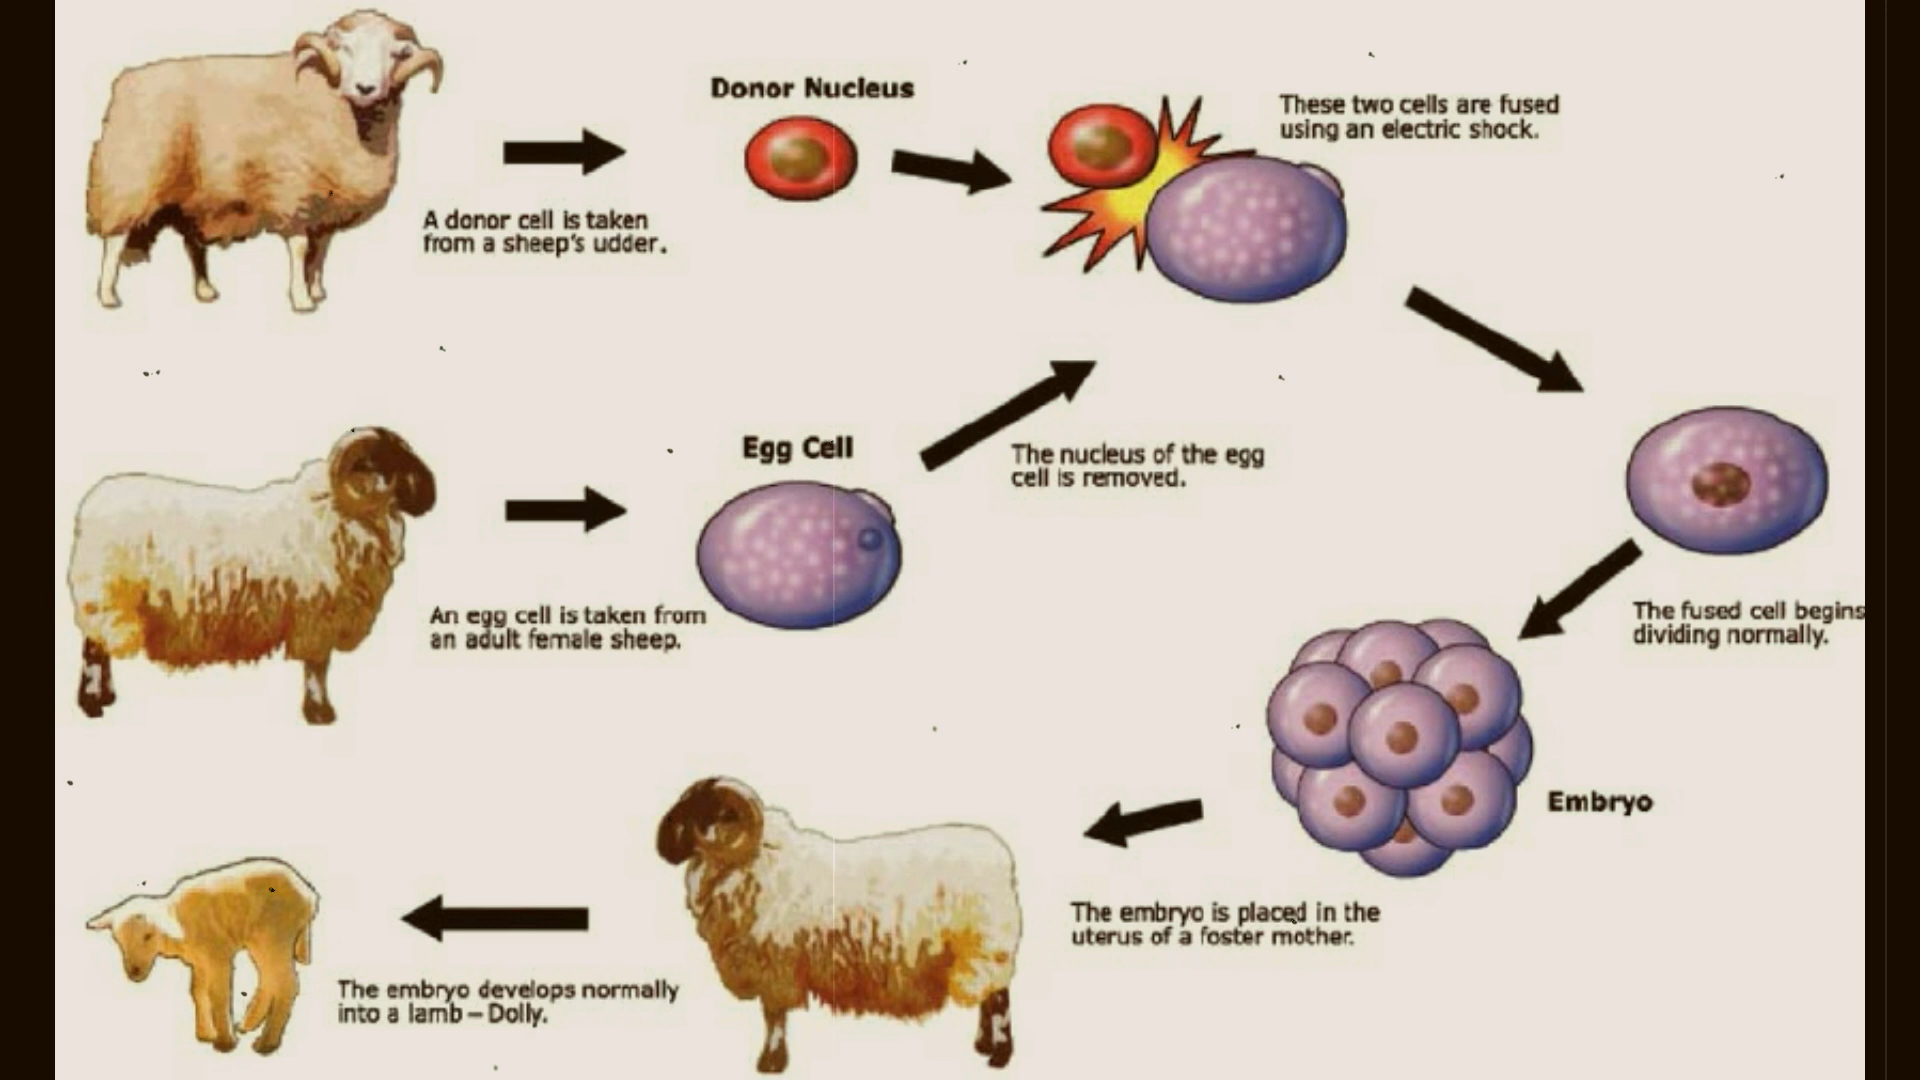 Donor Nucleus
These two cells are fused
using an electric shock.
A donor cell is taken
from a sheep's udder.
Egg Cell
The nucleus of the egg
cell is removed.
An egg cell is taken from
an adult female sheep.
The fused cell begins
dividing normally.
Embryo
The embryo is placed in the
uterus of a foster mother.
The embryo develops normally
into a lamb – Dolly.